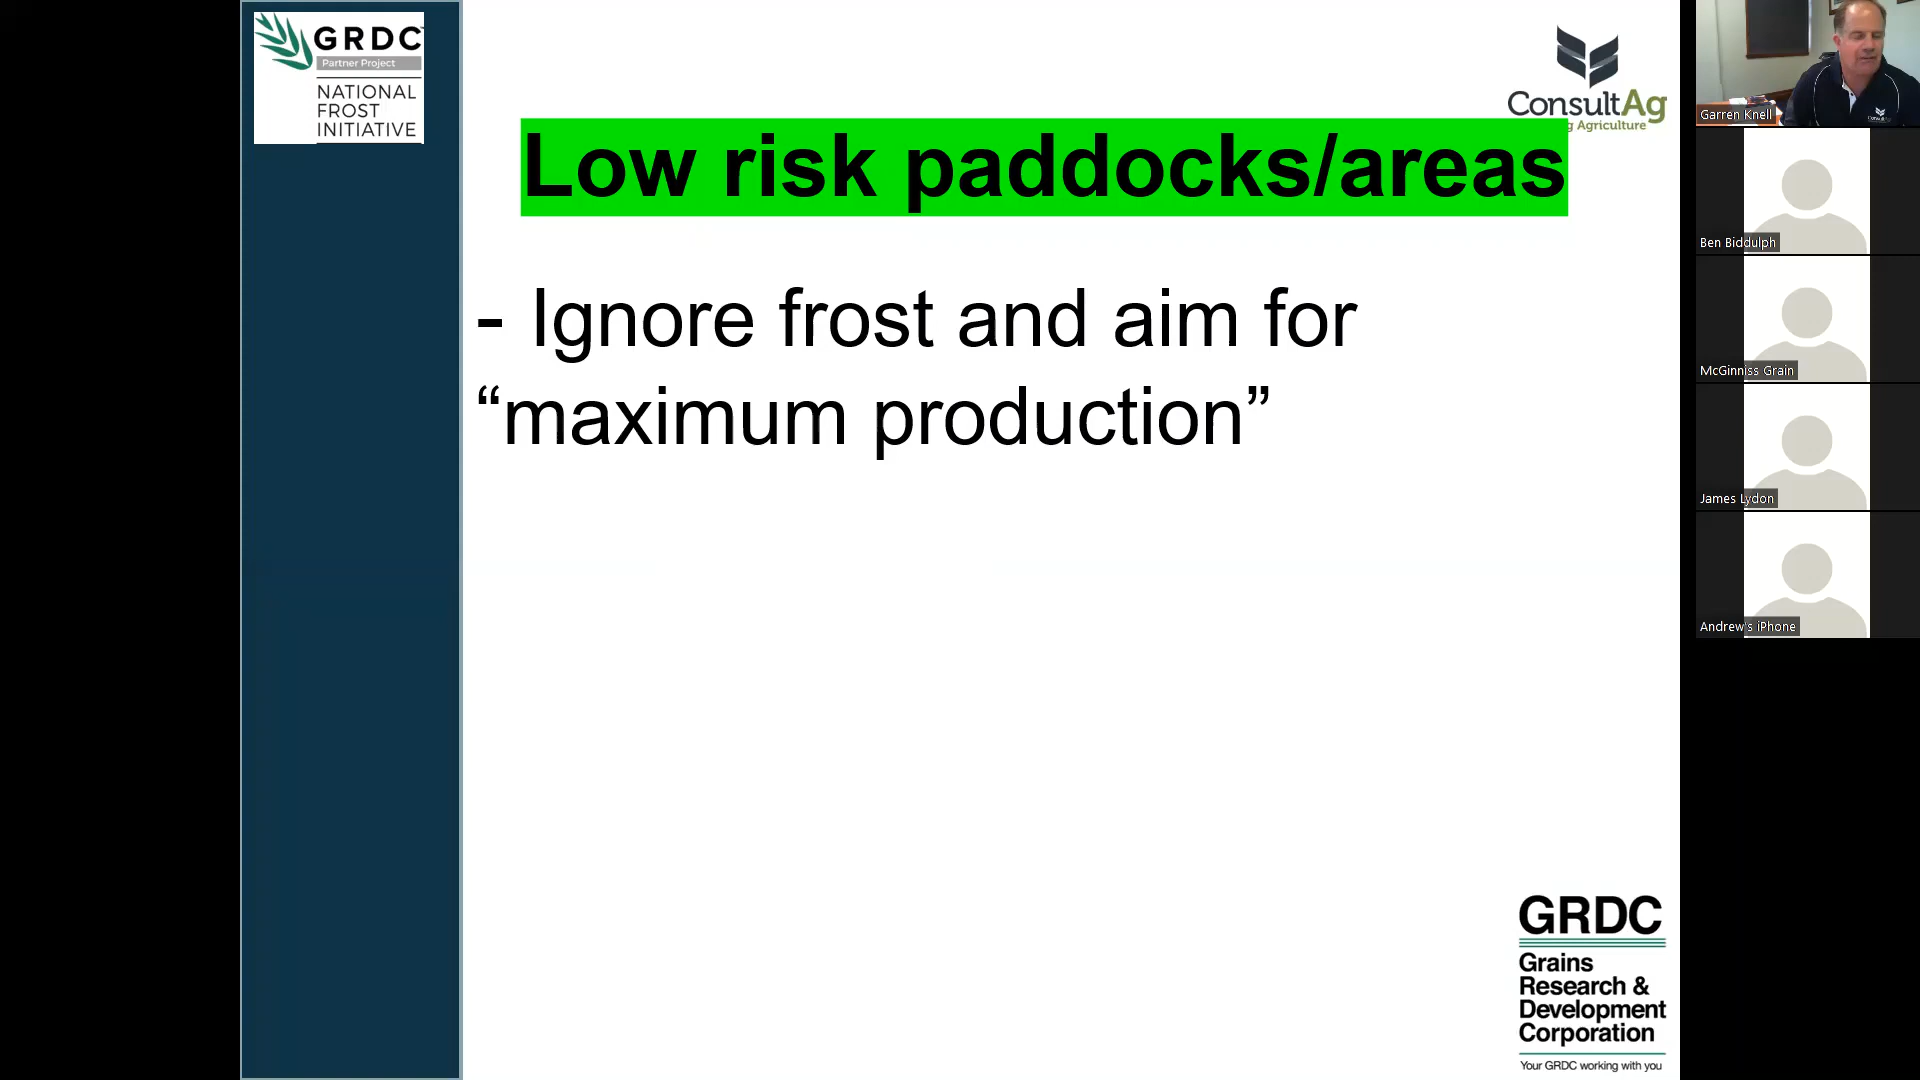 GRDC
Partner Project
NATIONAL
FROST
INITIATIVE
ConsultAg
g Agriculture
Low risk paddocks/areas
- Ignore frost and aim for
“maximum production”
GRDC
Grains
Research &
Development
Corporation
Your GRDC working with you
Garren Knell
Ben Biddulph
McGinniss Grain
James Lydon
Andrew's iPhone